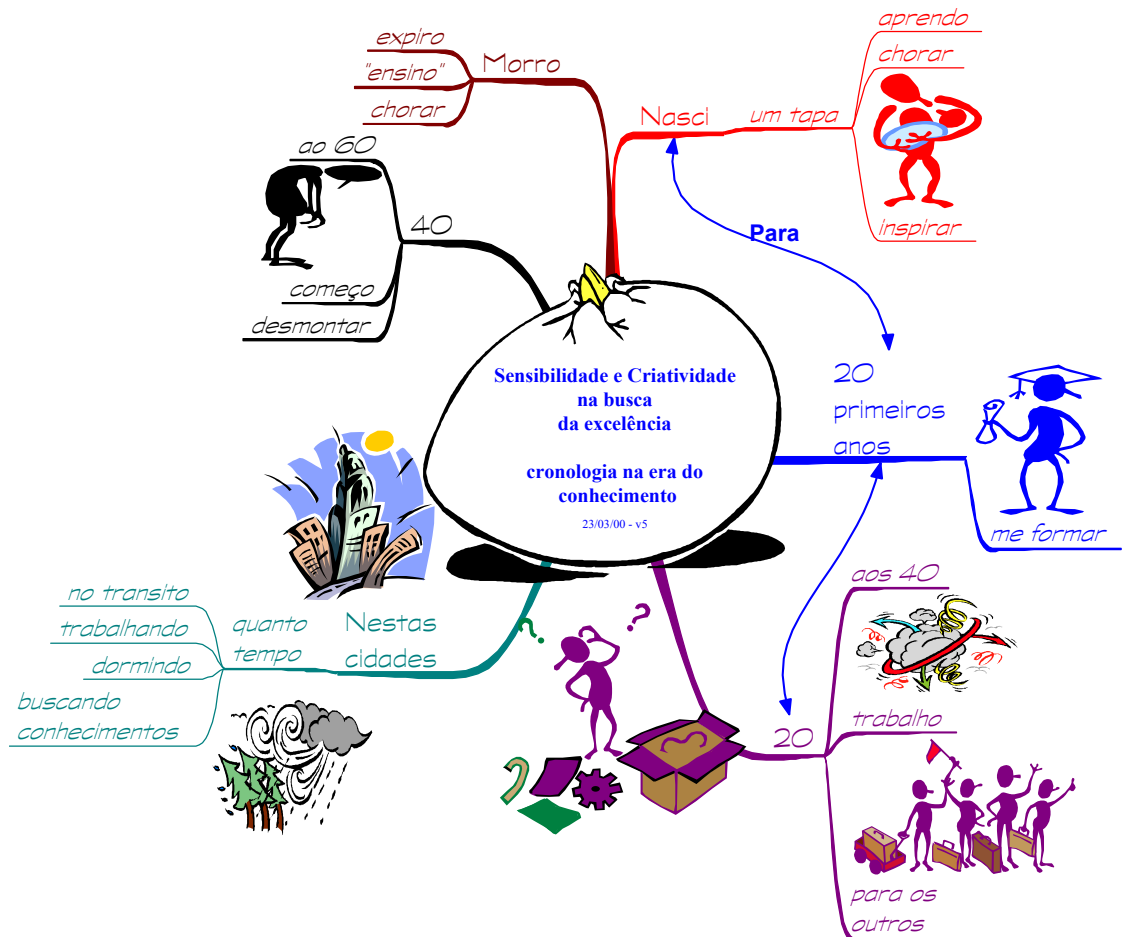 Sensibilidade e Criatividade
na busca
da excelência
cronologia na era do
conhecimento
23/03/00 - v5
Nasci
um tapa
aprendo
chorar
inspirar
Para
20
primeiros
anos
me formar
20
aos 40
trabalho
para os
outros
?
?
Nestas
cidades
quanto
tempo
no transito
trabalhando
dormindo
buscando
conhecimentos
40
ao 60
começo
desmontar
Morro
expiro
"ensino"
chorar